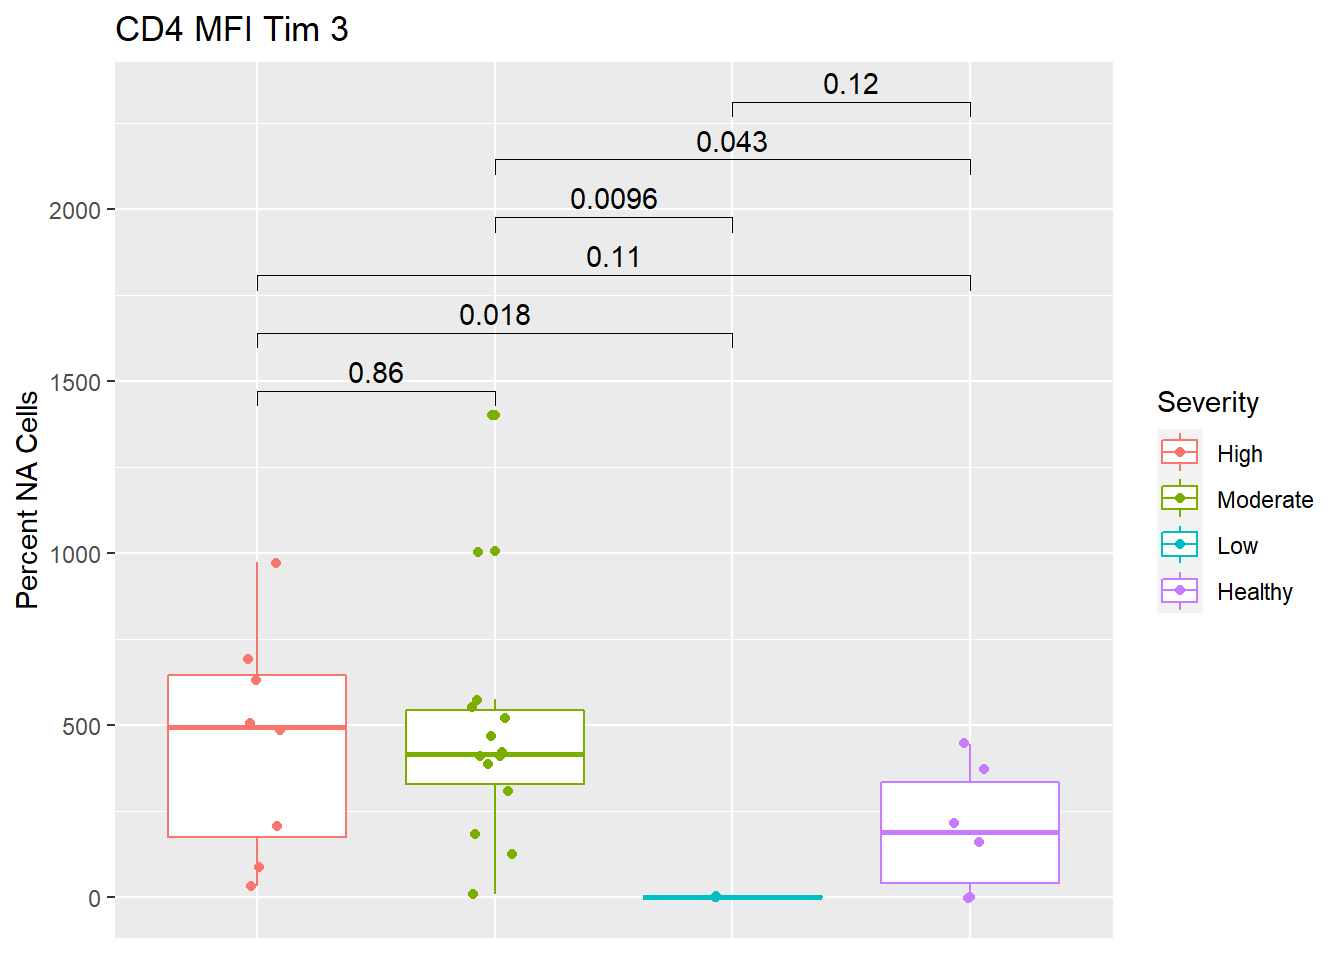 CD4 MFI Tim 3
0.12
0.043
0.0096
0.11
0.018
0.86
2000
1500
1000
500
0
Percent NA Cells
Severity
High
Moderate
Low
Healthy